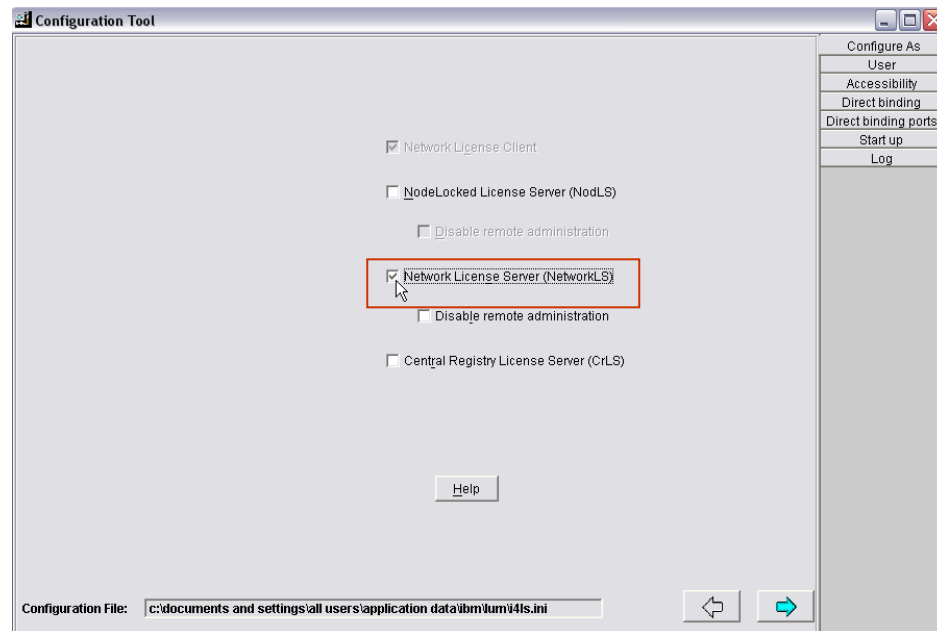 Configuration Tool
Configure As
User
Accessibility
Direct binding
Direct binding ports
Start up
Log
Network License Client
NodeLocked License Server (NodLS)
Disable remote administration
Network License Server (NetworkLS)
Disable remote administration
Central Registry License Server (CrLS)
Help
Configuration File: c:\documents and settings\all users\application data\ibm\lum\i4ls.ini